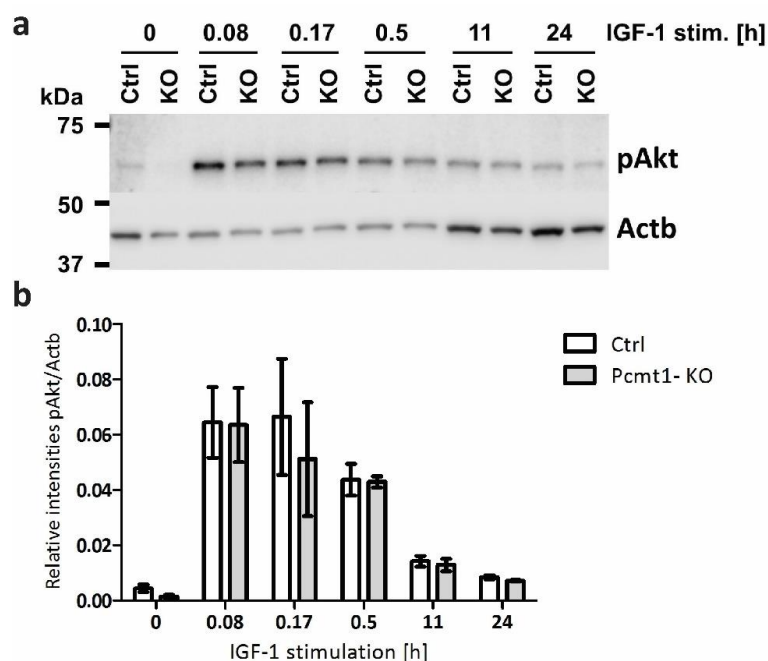 a
0 0.08 0.17 0.5 11 24 IGF-1 stim. [h]
kDa Ctrl KO Ctrl KO Ctrl KO Ctrl KO Ctrl KO Ctrl KO
75
pAkt
50
Actb
37
b
Relative intensities pAkt/Actb
0.10
0.08
0.06
0.04
0.02
0.00
Ctrl
Pcmt1- KO
0 0.08 0.17 0.5 11 24
IGF-1 stimulation [h]